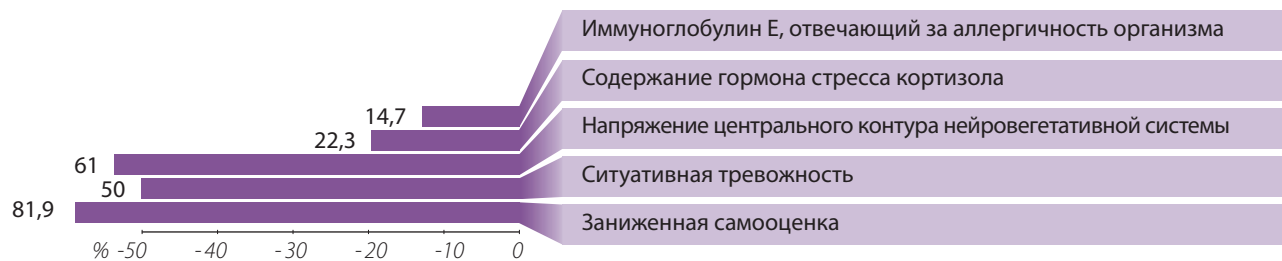 Иммуноглобулин Е, отвечающий за аллергичность организма
Содержание гормона стресса кортизола
14,7
22,3
Напряжение центрального контура нейровегетативной системы
61
Ситуативная тревожность
50
81,9
Заниженная самооценка
% -50 -40 -30 -20 -10 0